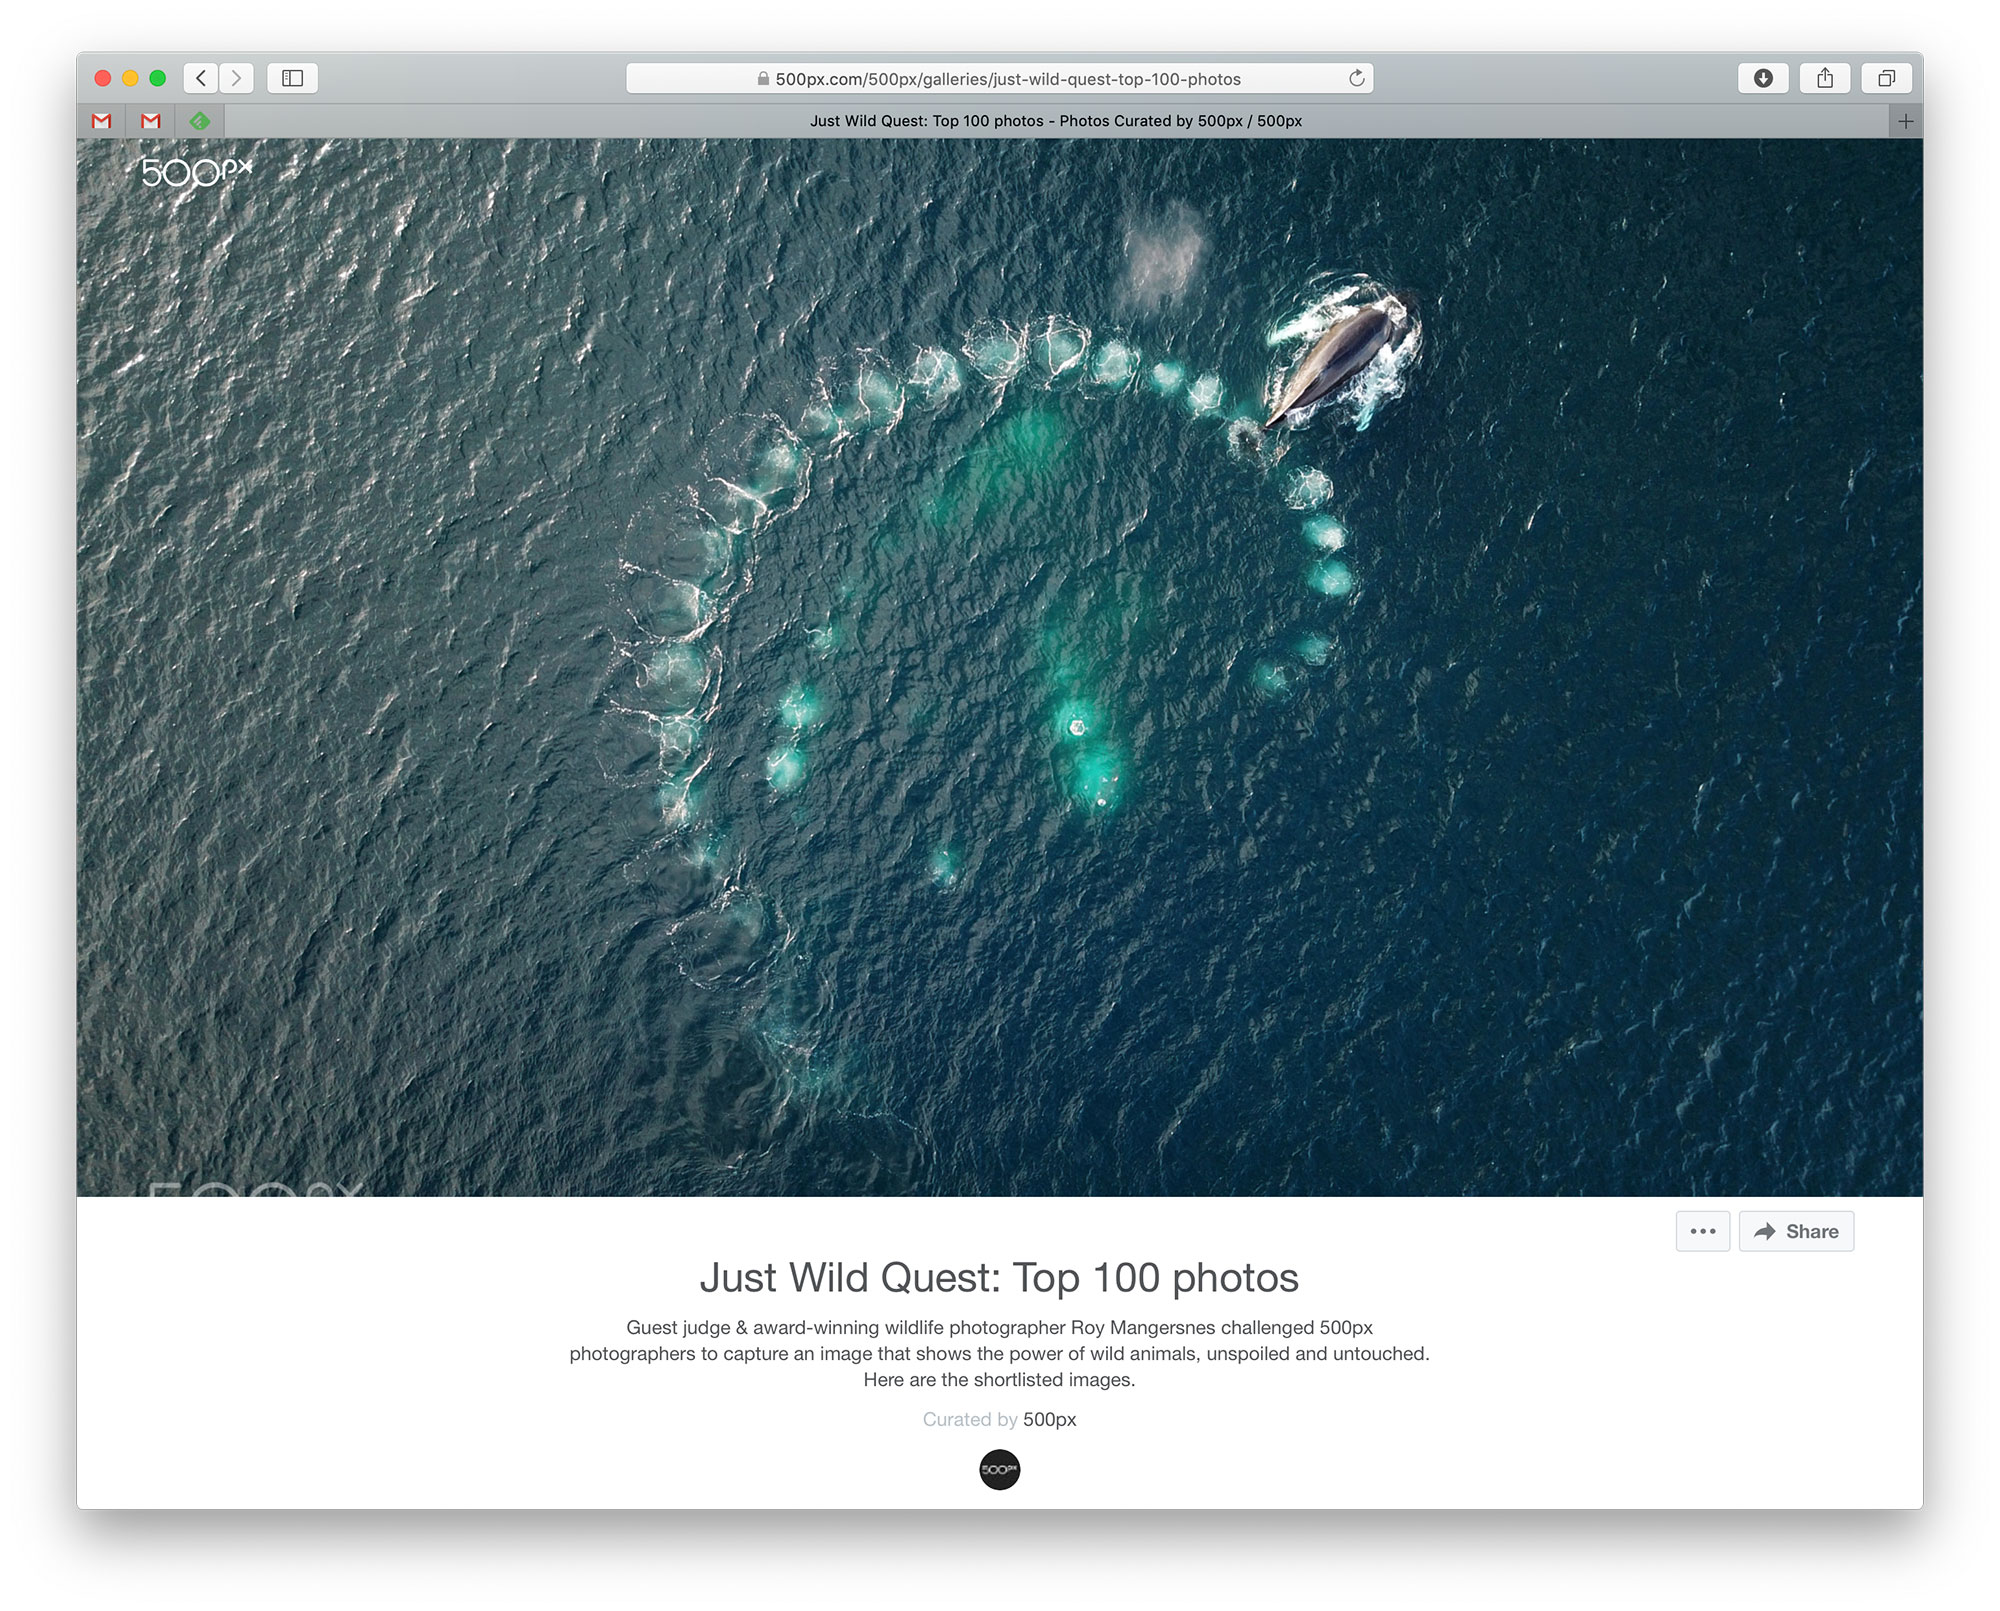 500px.com/500px/galleries/just-wild-quest-top-100-photos
Just Wild Quest: Top 100 photos - Photos Curated by 500px / 500px
500px
500px
Share
Just Wild Quest: Top 100 photos
Guest judge & award-winning wildlife photographer Roy Mangersnes challenged 500px
photographers to capture an image that shows the power of wild animals, unspoiled and untouched.
Here are the shortlisted images.
Curated by 500px
500px